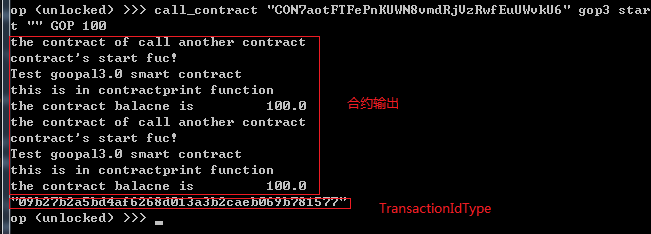 op (unlocked) >>> call_contract "CON7aotFTFePnKUWN8vmdRjVzRwfEuUWvkU6" gop3 star
t "" GOP 100
the contract of call another contract
contract's start fuc!
Test goopal3.0 smart contract
this is in contractprint function
the contract balacne is 100.0
the contract of call another contract
contract's start fuc!
Test goopal3.0 smart contract
this is in contractprint function
the contract balacne is 100.0
合约输出
"09b27b2a5bd4af6268d013a3b2caeb069b781577"
TransactionIdType
op (unlocked) >>>